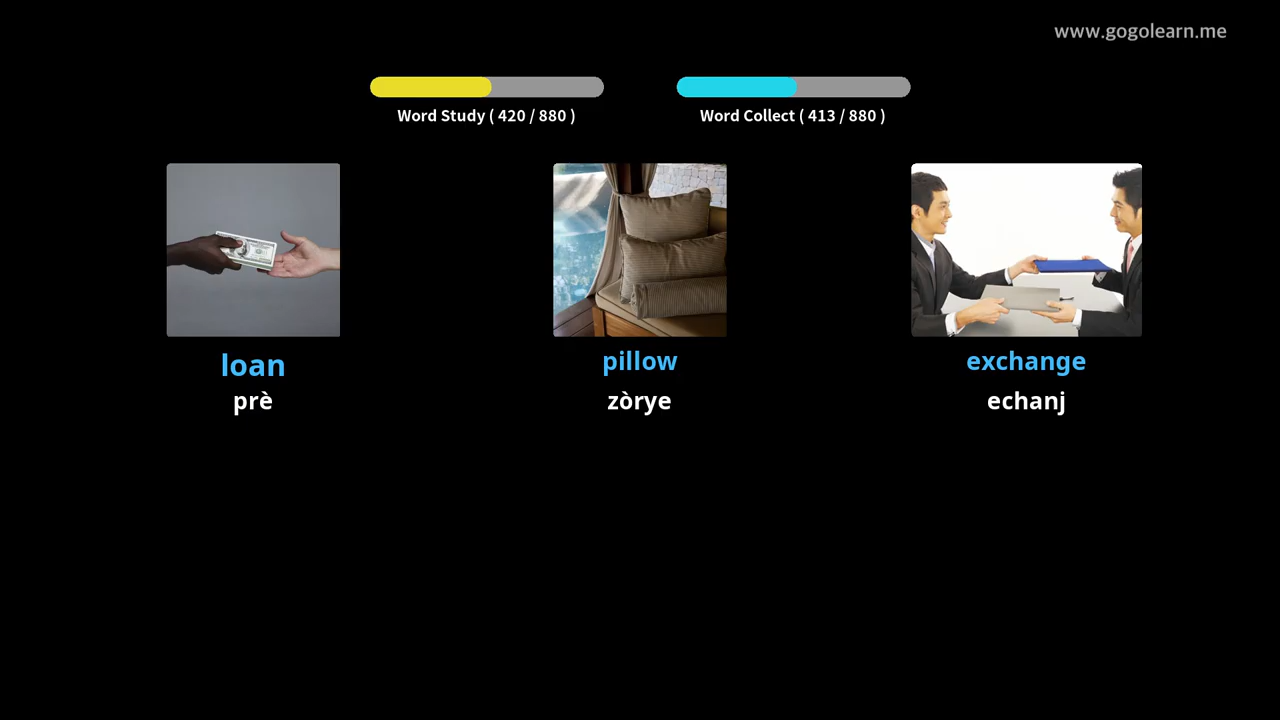 www.gogolearn.me
Word Study ( 420 / 880 )
Word Collect ( 413 / 880 )
loan
prè
pillow
zòrye
exchange
echanj